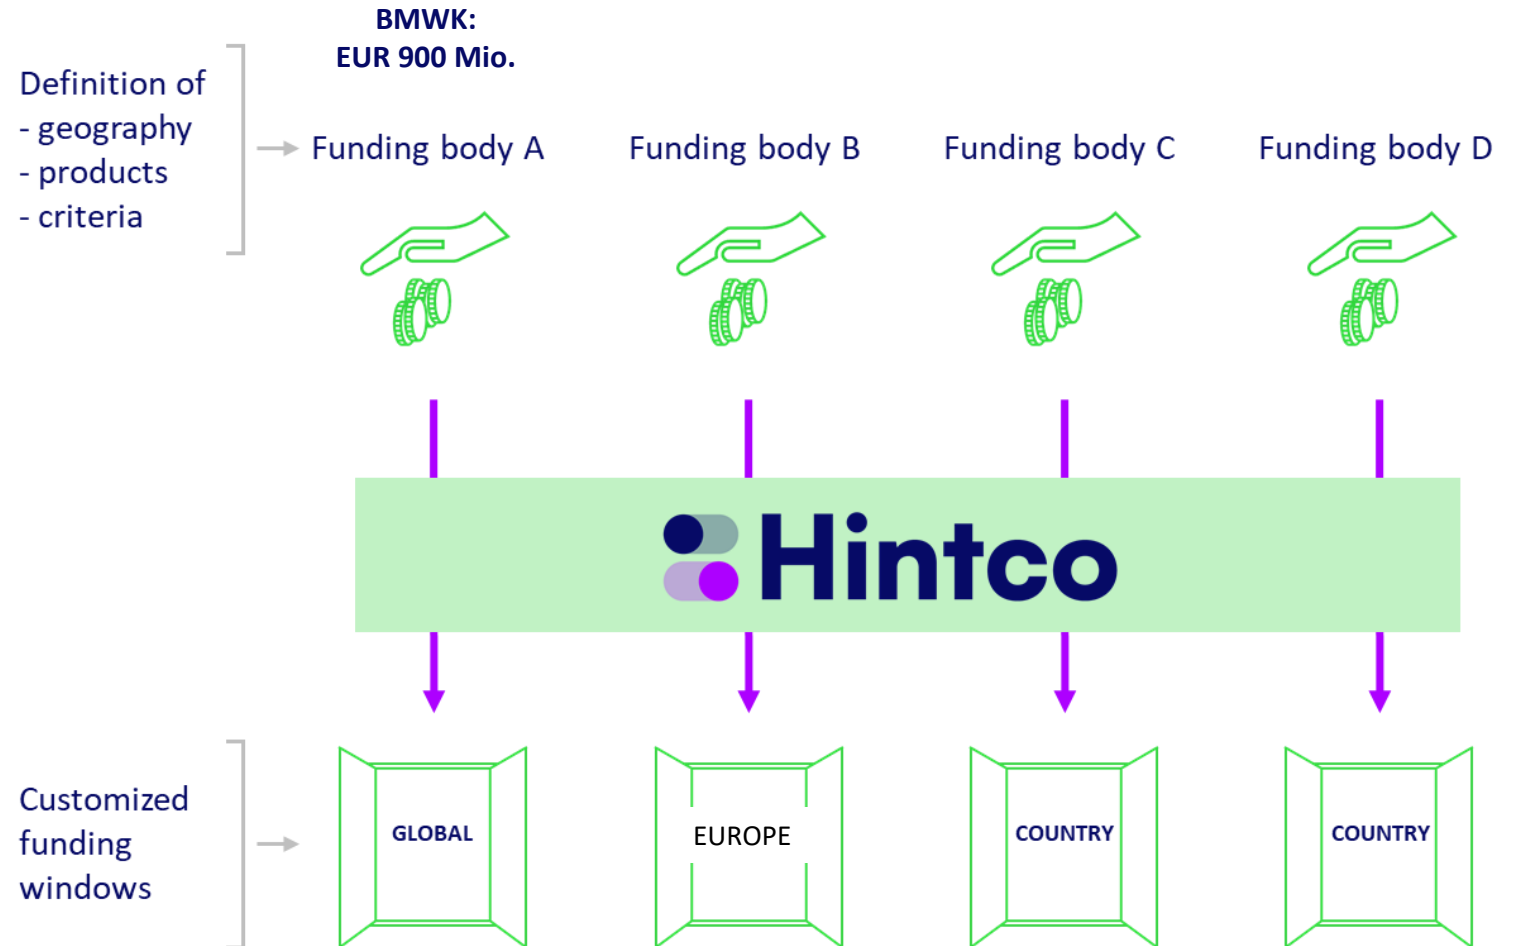 BMWK:
EUR 900 Mio.
Definition of
- geography
- products
- criteria
Funding body A
Funding body B
Funding body C
Funding body D
Hintco
Customized
funding
windows
GLOBAL
EUROPE
COUNTRY
COUNTRY